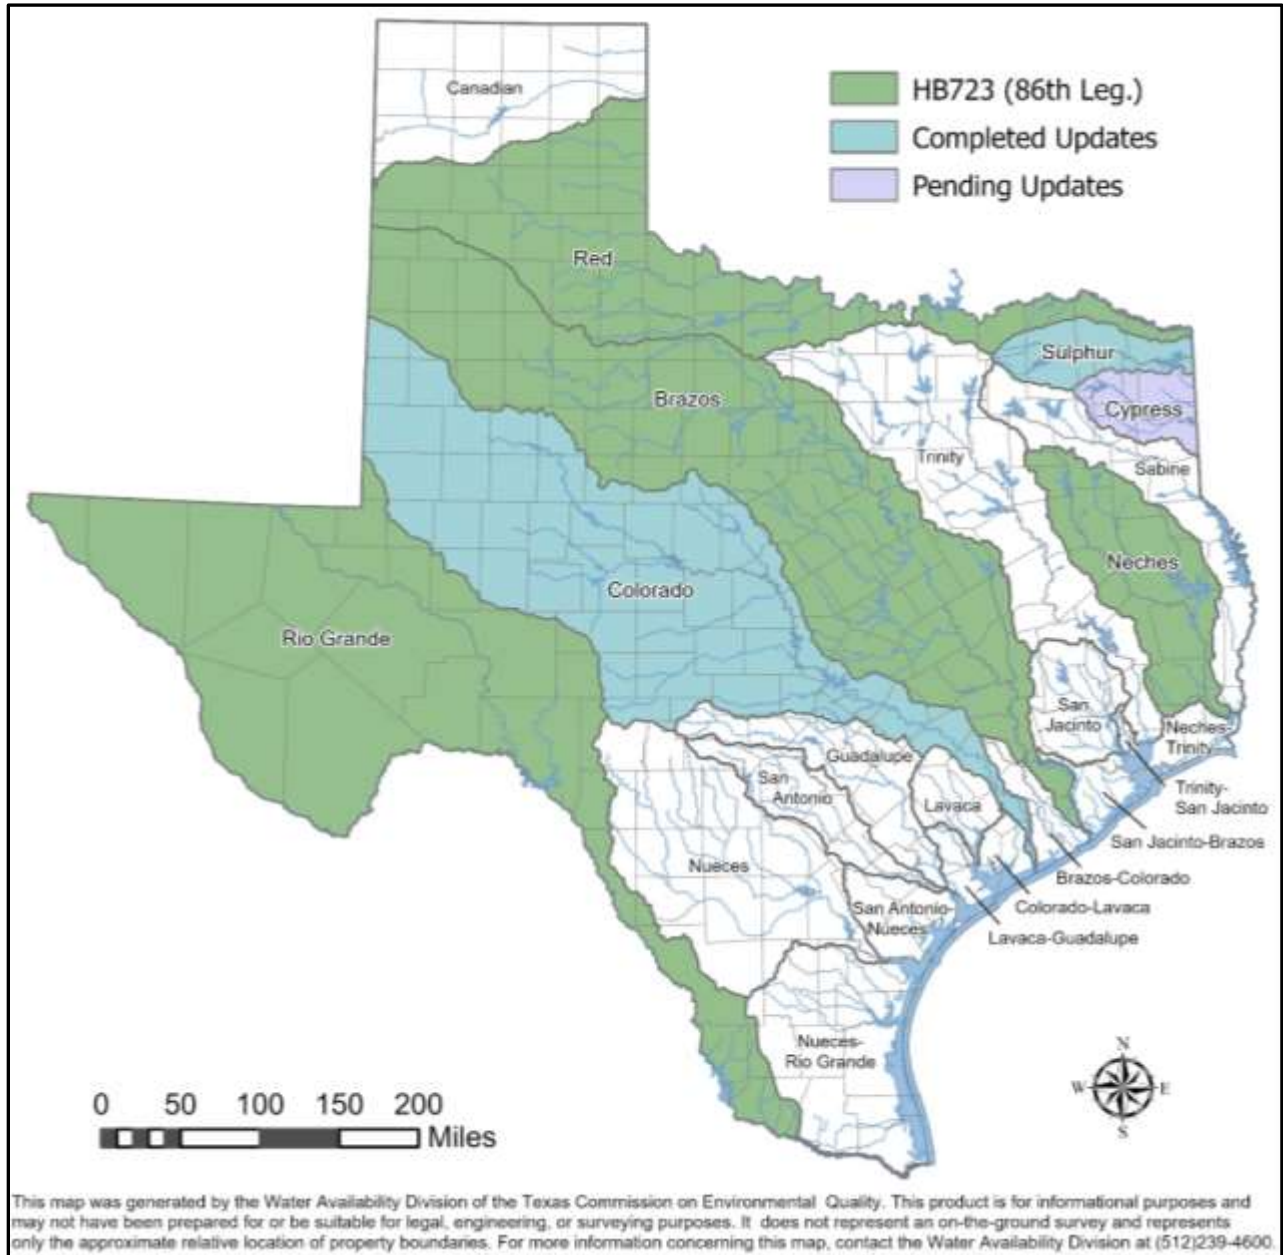 Canadian
HB723 (86th Leg.)
Completed Updates
Pending Updates
Red
Sulphur
Brazos
Cypress
Trinity
Sabine
Neches
Colorado
Rio Grande
San
Jacinto
Neches-
Trinity
Guadalupe
San
Antonio
Lavaca
Trinity-
San Jacinto
San Jacinto-Brazos
Nueces
Brazos-Colorado
San Antonio-
Nueces
Colorado-Lavaca
Lavaca-Guadalupe
Nueces-
Rio Grande
N
W E
S
0 50 100 150 200
Miles
This map was generated by the Water Availability Division of the Texas Commission on Environmental Quality. This product is for informational purposes and
may not have been prepared for or be suitable for legal, engineering, or surveying purposes. It does not represent an on-the-ground survey and represents
only the approximate relative location of property boundaries. For more information concerning this map, contact the Water Availability Division at (512)239-4600.